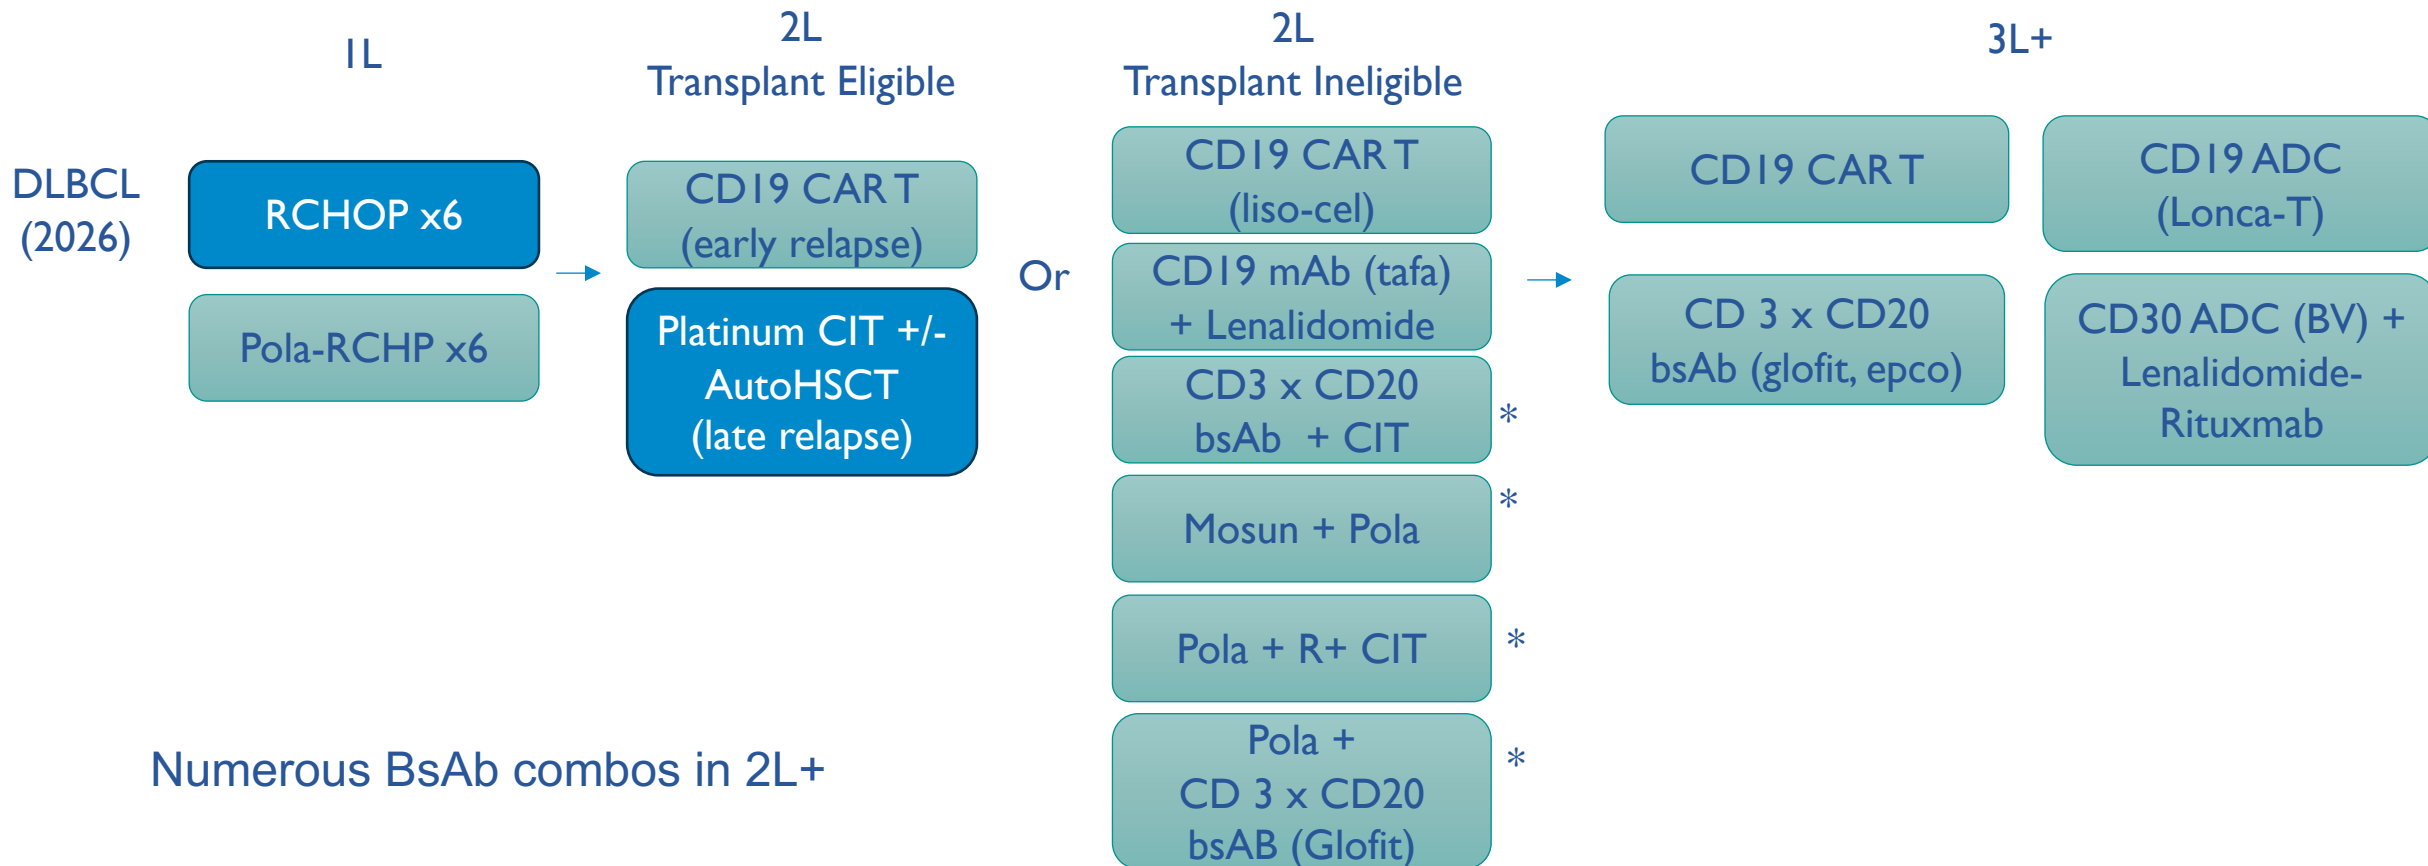 1L
2L
Transplant Eligible
2L
Transplant Ineligible
3L+
DLBCL
(2026)
RCHOP x6
Pola-RCHP x6
CD19 CAR T
(early relapse)
Platinum CIT +/-
AutoHSCT
(late relapse)
Or
CD19 CAR T
(liso-cel)
CD19 mAb (tafa)
+ Lenalidomide
CD3 x CD20
bsAb + CIT
*
Mosun + Pola
*
Pola + R+ CIT
*
Pola +
CD 3 x CD20
bsAB (Glofit)
*
CD19 CAR T
CD 3 x CD20
bsAb (glofit, epco)
CD19 ADC
(Lonca-T)
CD30 ADC (BV) +
Lenalidomide-
Rituxmab
Numerous BsAb combos in 2L+